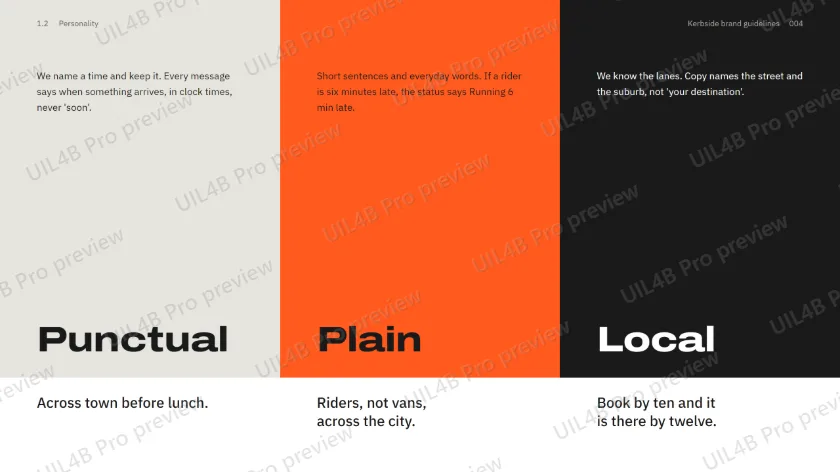 1.2 Personality
Kerbside brand guidelines 004
We name a time and keep it. Every message
says when something arrives, in clock times,
never 'soon'.
Short sentences and everyday words. If a rider
is six minutes late, the status says Running 6
min late.
We know the lanes. Copy names the street and
the suburb, not 'your destination'.
Punctual
Plain
Local
Across town before lunch.
Riders, not vans,
across the city.
Book by ten and it
is there by twelve.
UIL4B Pro preview